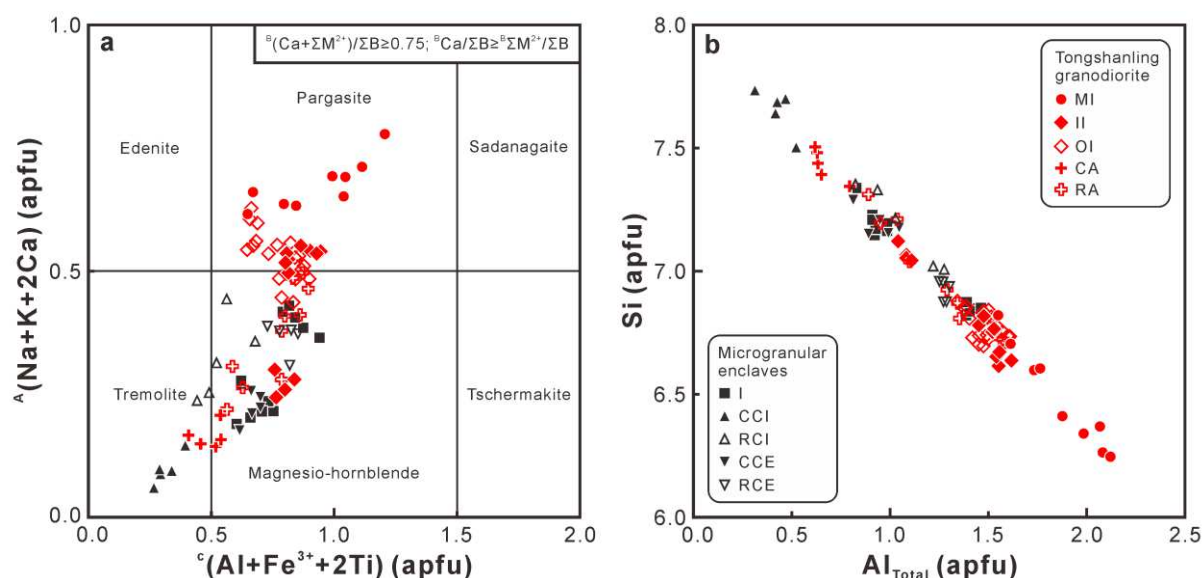 a
ᴮ(Ca+ΣM²⁺)/ΣB≥0.75; ᴮCa/ΣB≥ᴮΣM²⁺/ΣB
Pargasite
Edenite
Sadanagaite
Tremolite
Tschermakite
Magnesio-hornblende
1.0
0.5
0.0
0.0
0.5
1.0
1.5
2.0
ᴬ(Na+K+2Ca) (apfu)
ᶜ(Al+Fe³⁺+2Ti) (apfu)
b
Tongshanling
granodiorite
MI
II
OI
CA
RA
Microgranular
enclaves
I
CCI
RCI
CCE
RCE
8.0
7.5
7.0
6.5
6.0
0.0
0.5
1.0
1.5
2.0
2.5
Si (apfu)
Al Total (apfu)